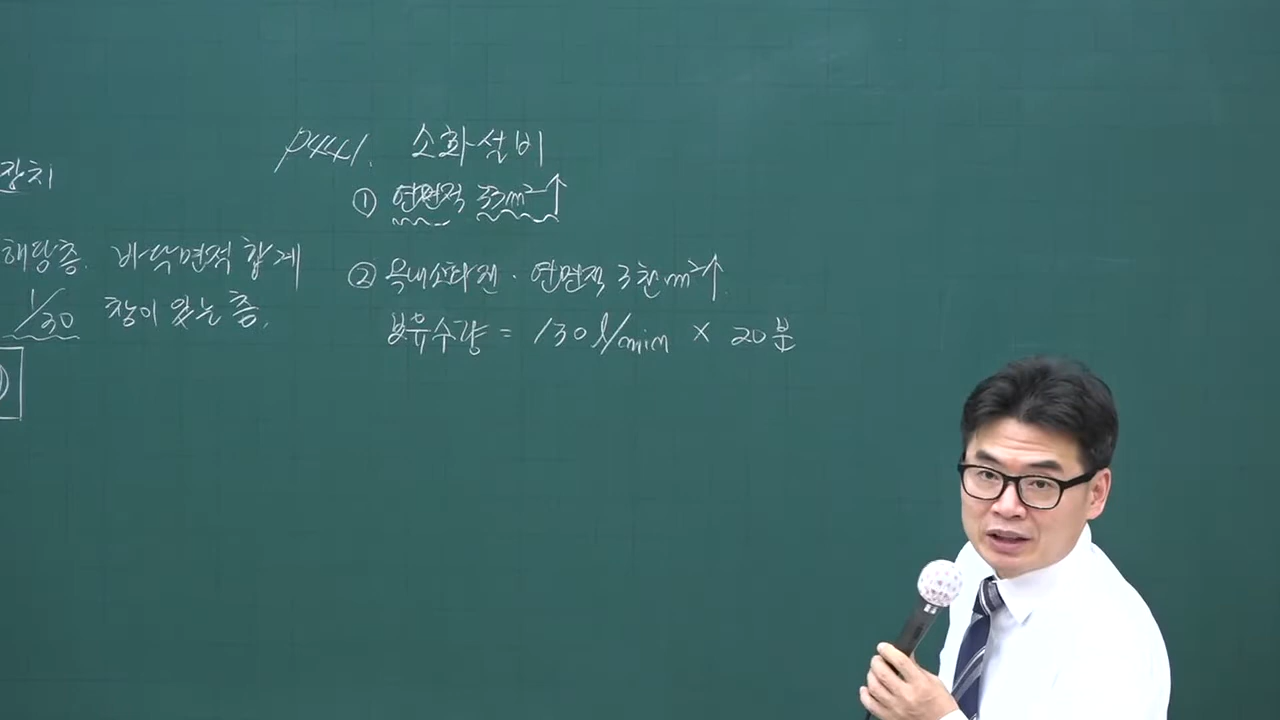 장치
해당층. 바닥면적 합계
1/30 창이 있는 층.
P441. 소화설비
① 연면적 33m²↑
② 옥내소화전 · 연면적 3천m²↑
보유수량 = 130ℓ/min × 20분